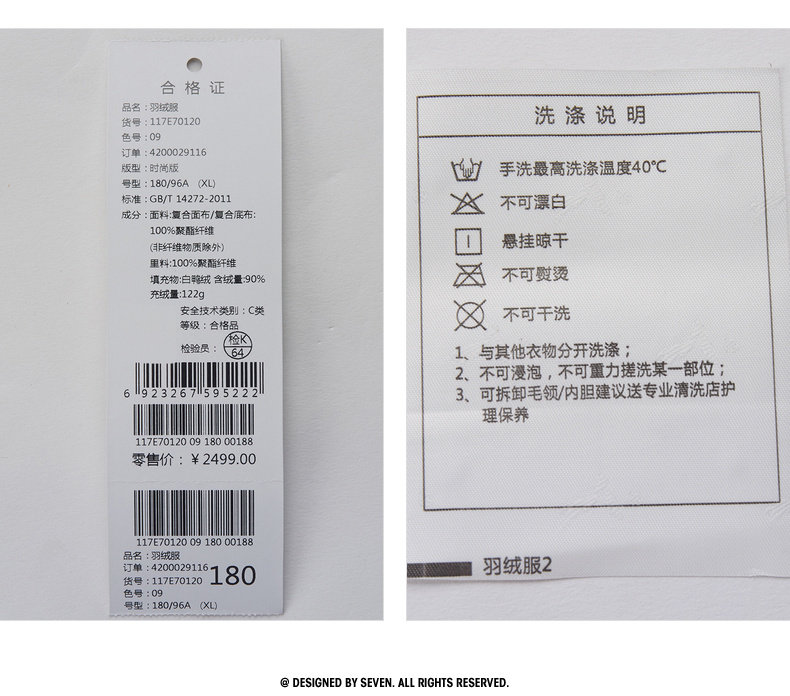 合格证
品名：羽绒服
货号：117E70120
色号：09
订单：4200029116
版型：时尚版
号型：180/96A （XL）
标准：GB/T 14272-2011
成分：面料:复合面布/复合底布:
100%聚酯纤维
(非纤维物质除外)
里料:100%聚酯纤维
填充物:白鸭绒 含绒量:90%
充绒量:122g
安全技术类别：C类
等级：合格品
检验员：
检K
64
6 923267 595222
117E70120 09 180 00188
零售价：￥2499.00
117E70120 09 180 00188
品名：羽绒服
订单：4200029116
货号：117E70120
180
色号：09
号型：180/96A （XL）
洗涤说明
手洗最高洗涤温度40℃
不可漂白
悬挂晾干
不可熨烫
不可干洗
1、与其他衣物分开洗涤；
2、不可浸泡，不可重力搓洗某一部位；
3、可拆卸毛领/内胆建议送专业清洗店护
理保养
羽绒服2
@ DESIGNED BY SEVEN. ALL RIGHTS RESERVED.